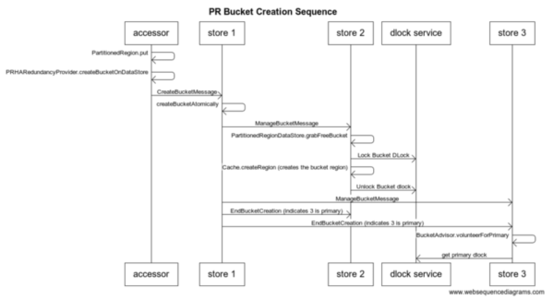 PR Bucket Creation Sequence
accessor
store 1
store 2
dlock service
store 3
PartitionedRegion.put
PRHARedundancyProvider.createBucketOnDataStore
CreateBucketMessage
createBucketAtomically
ManageBucketMessage
PartitionedRegionDataStore.grabFreeBucket
Lock Bucket DLock
Cache.createRegion (creates the bucket region)
Unlock Bucket dlock
ManageBucketMessage
EndBucketCreation (indicates 3 is primary)
EndBucketCreation (indicates 3 is primary)
BucketAdvisor.volunteerForPrimary
get primary dlock
accessor
store 1
store 2
dlock service
store 3
www.websequencediagrams.com